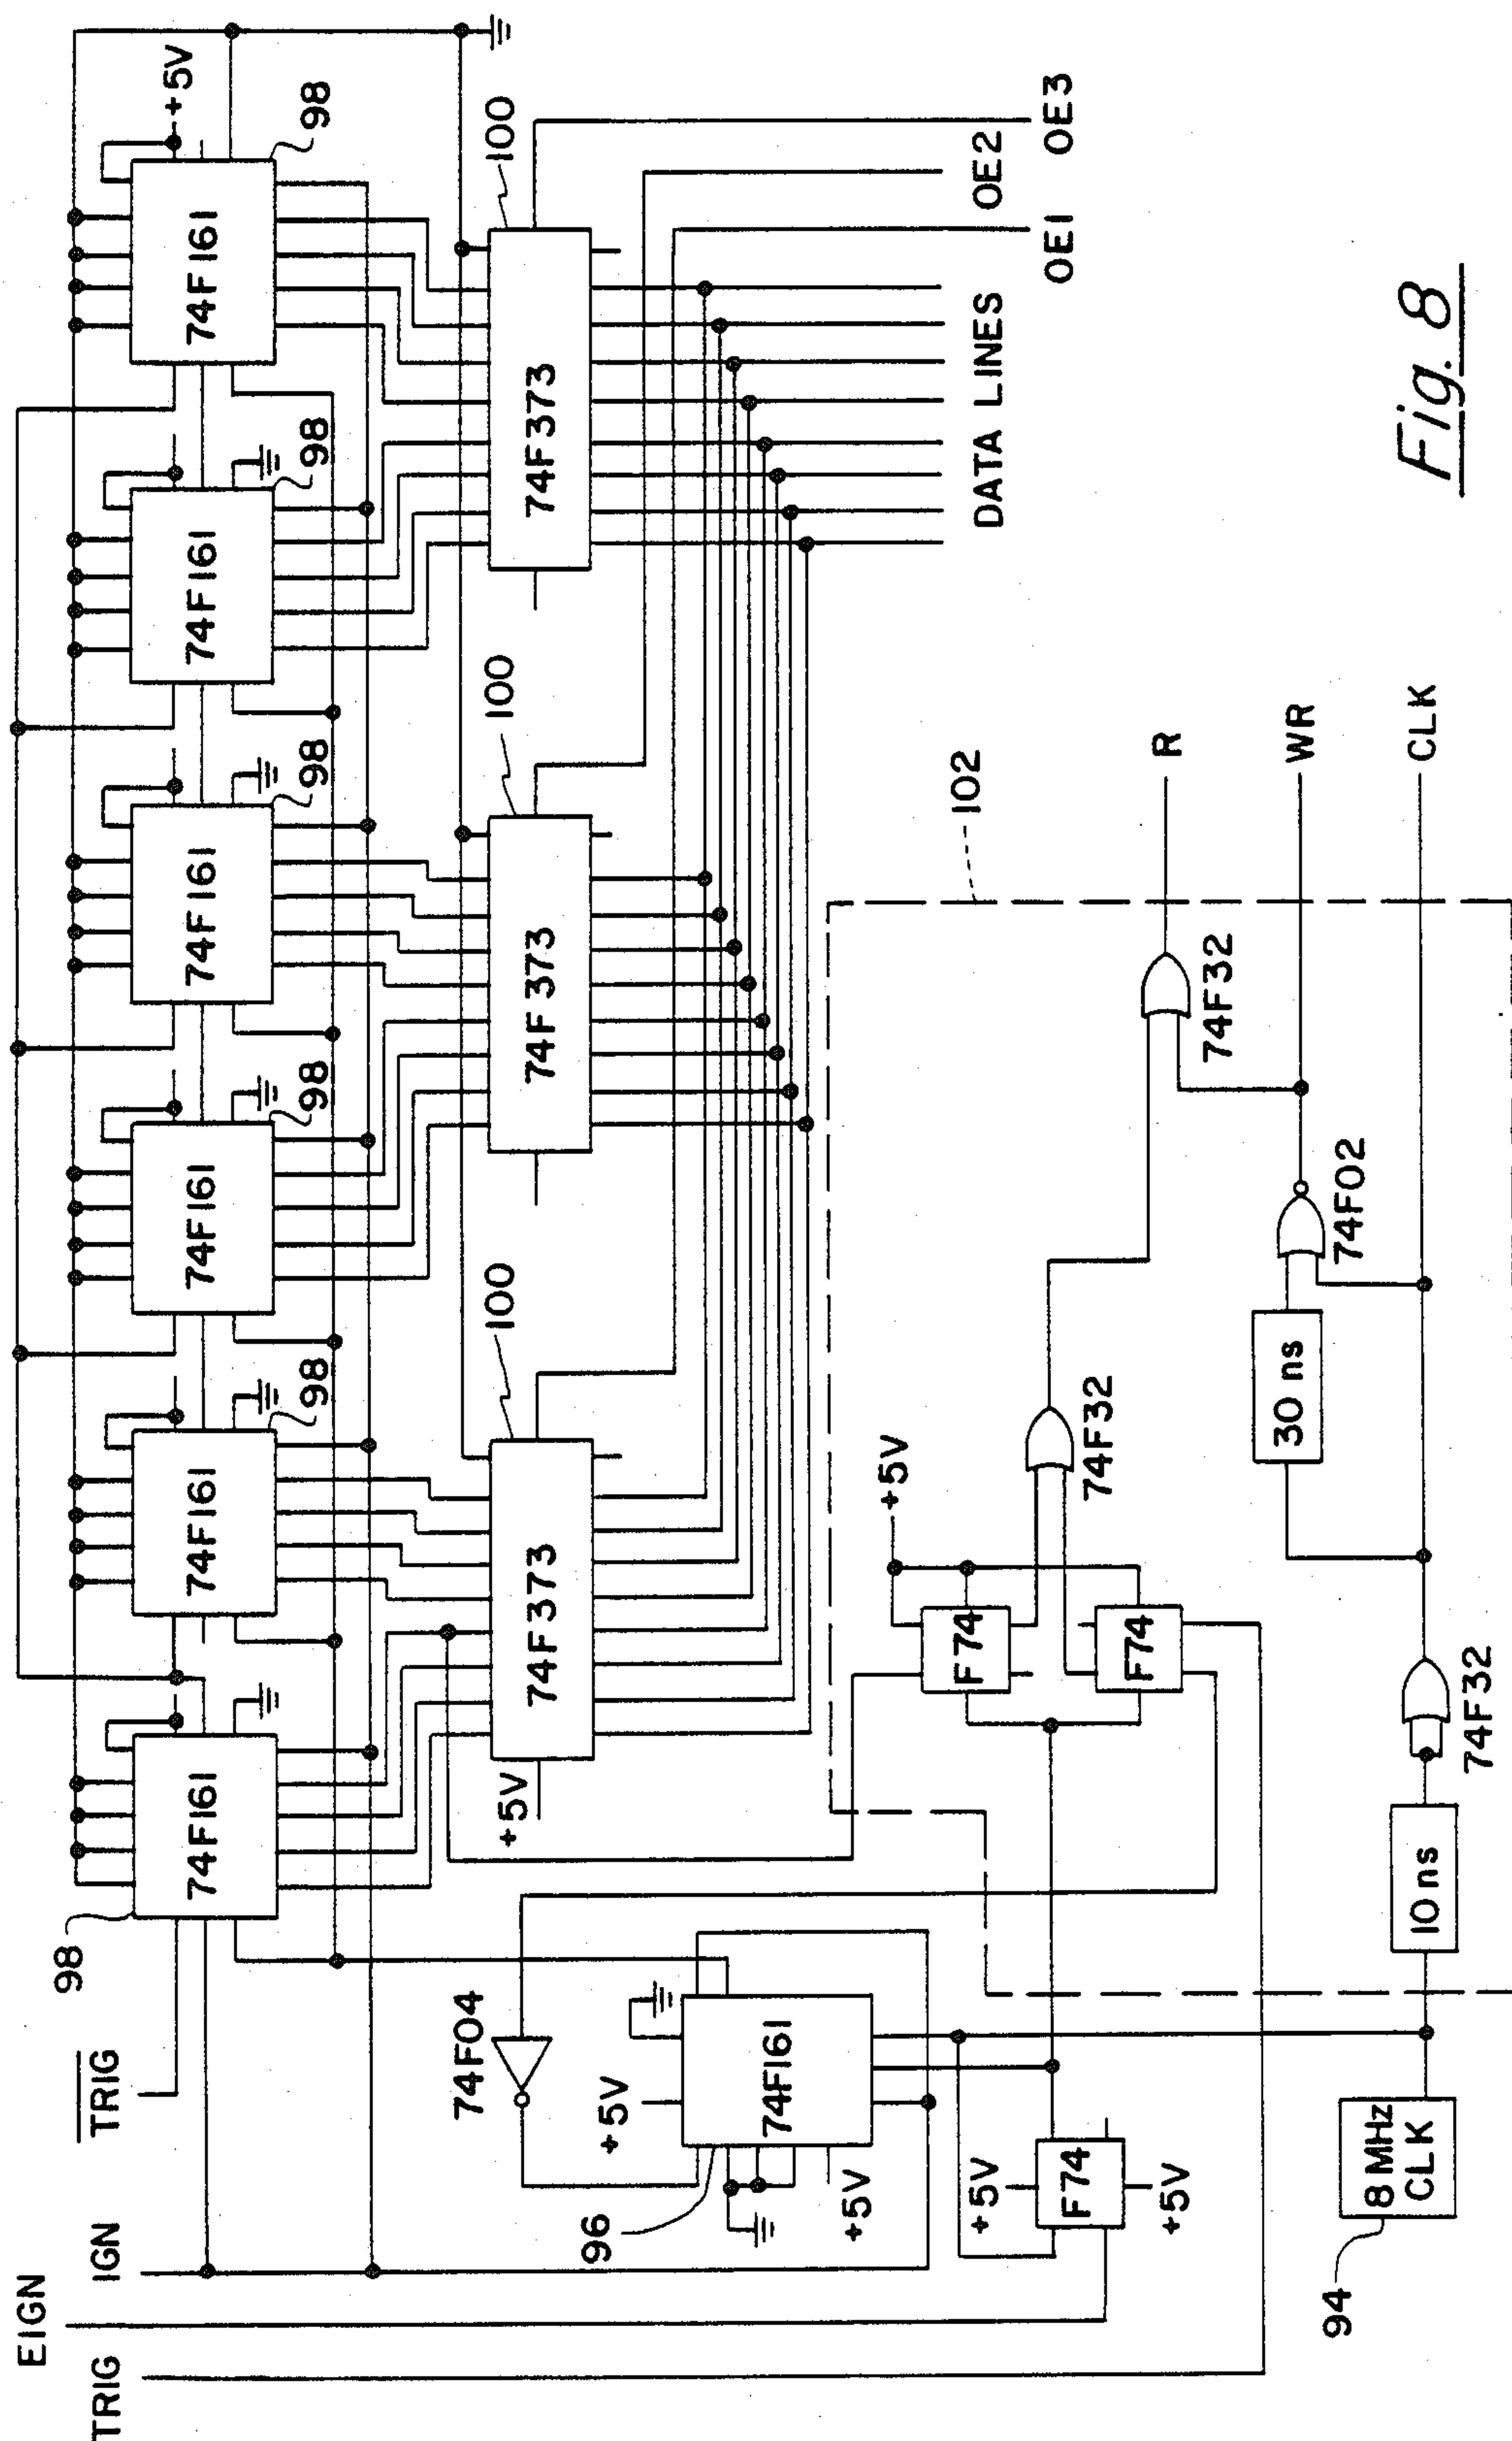 EIGN
TRIG
IGN
TRIG
98
74F161
98
74F161
98
74F161
98
74F161
98
74F161
98
74F161
+5V
100
74F373
+5V
100
74F373
100
74F373
OE1
OE2
OE3
DATA LINES
74F04
+5V
96
74F161
+5V
+5V
F74
+5V
94
8 MHz
CLK
10 ns
74F32
+5V
F74
F74
74F32
30 ns
74F02
74F32
102
R
WR
CLK
Fig. 8